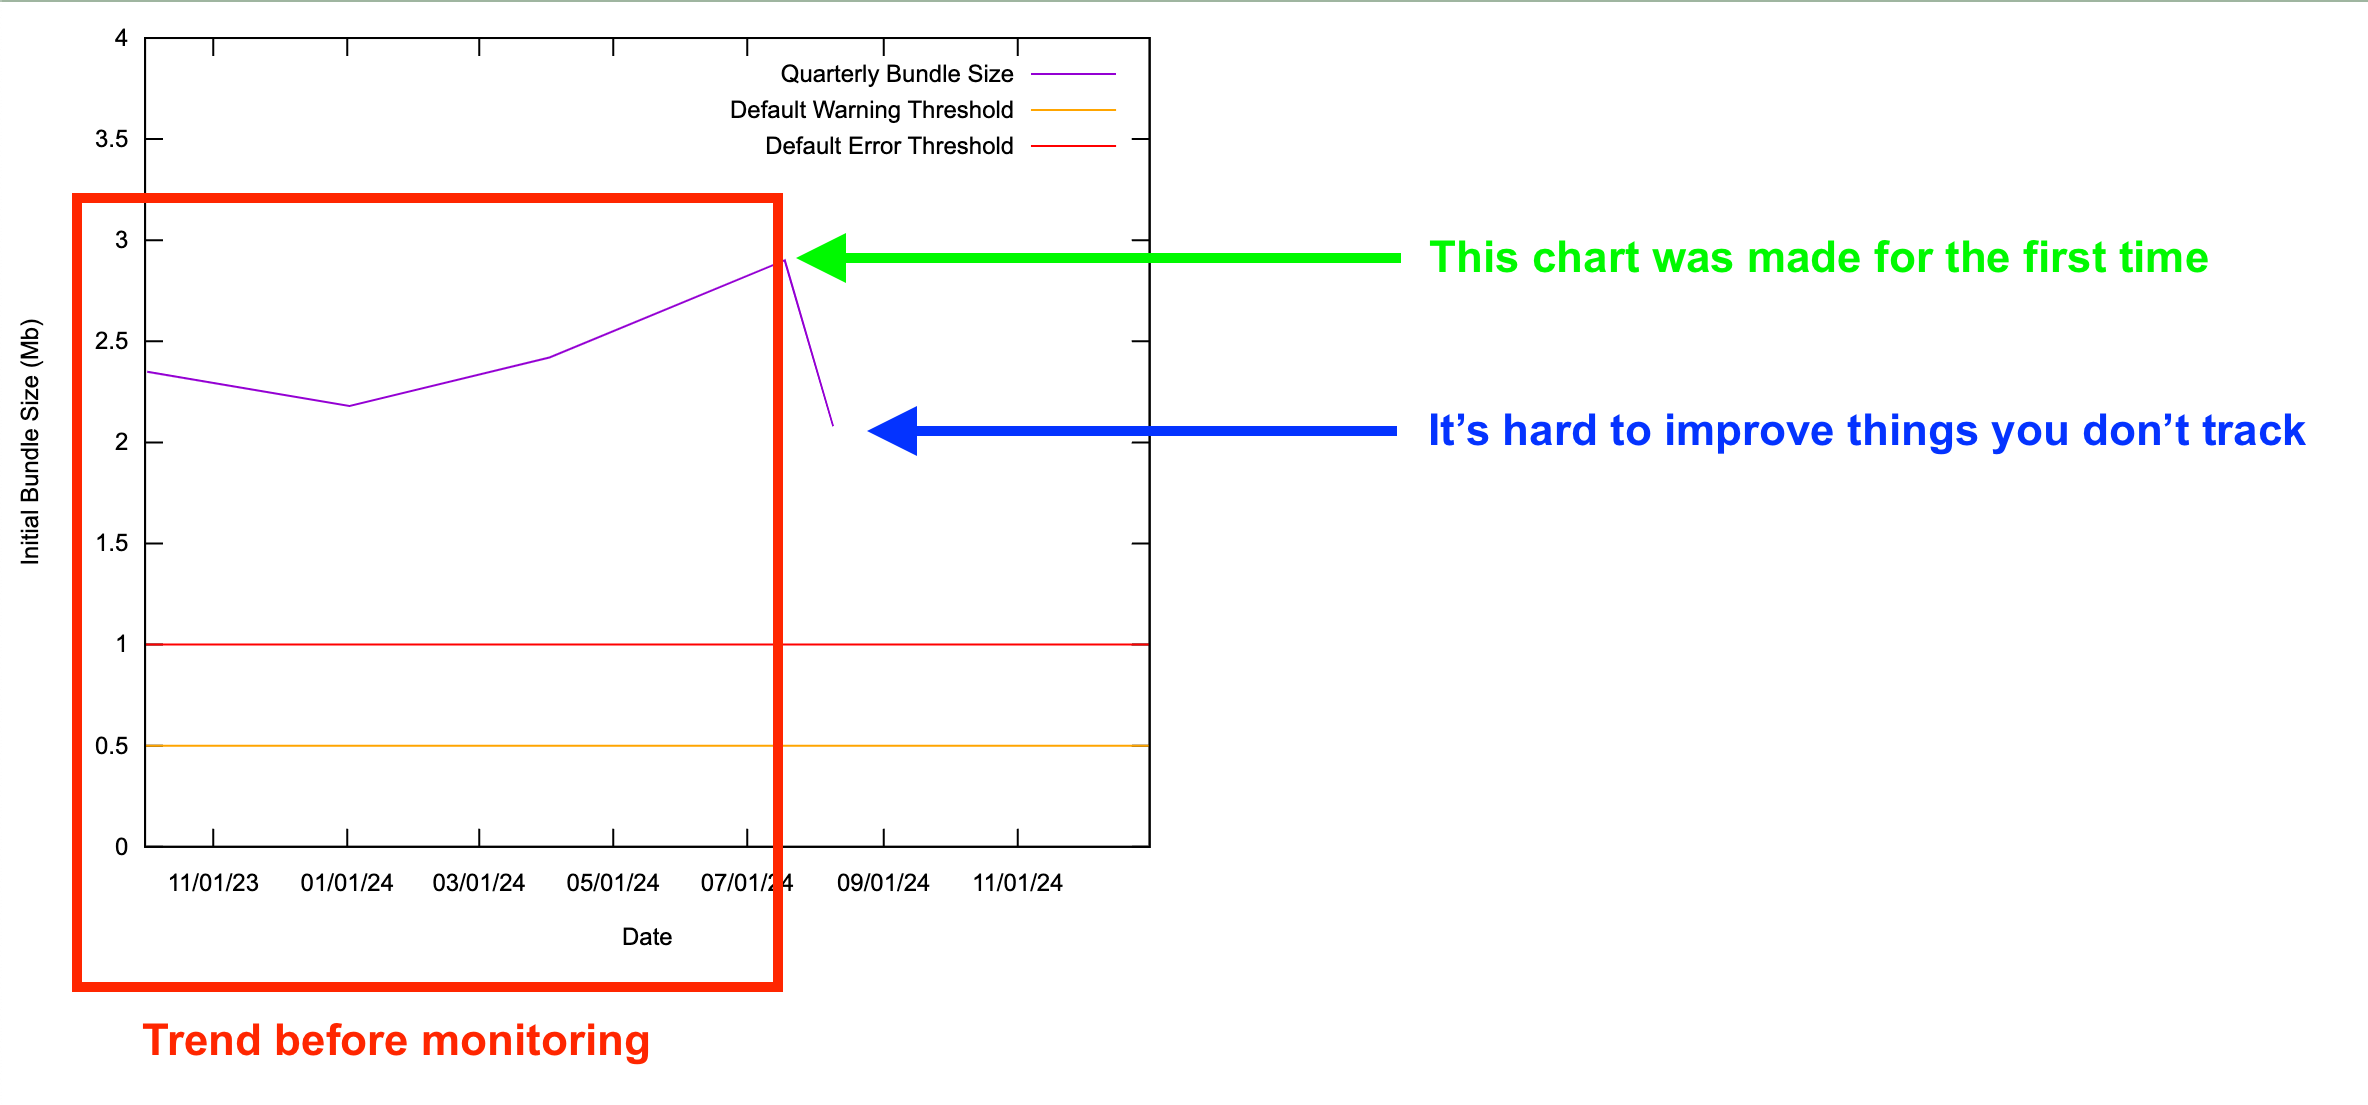 4
3.5
3
2.5
2
1.5
1
0.5
0
Initial Bundle Size (Mb)
Quarterly Bundle Size
Default Warning Threshold
Default Error Threshold
This chart was made for the first time
It’s hard to improve things you don’t track
11/01/23 01/01/24 03/01/24 05/01/24 07/01/24 09/01/24 11/01/24
Date
Trend before monitoring